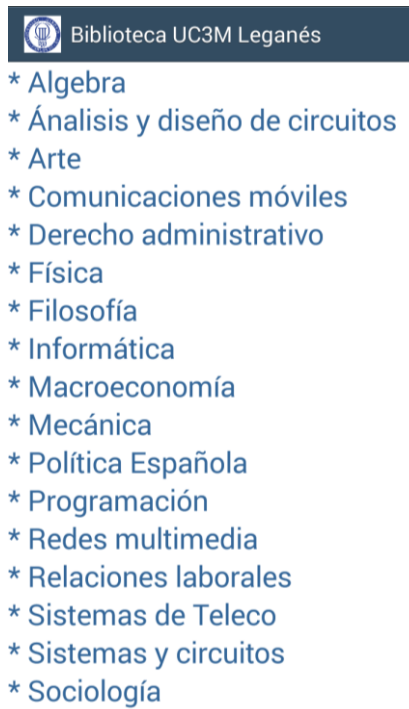 Biblioteca UC3M Leganés
* Algebra
* Ánalisis y diseño de circuitos
* Arte
* Comunicaciones móviles
* Derecho administrativo
* Física
* Filosofía
* Informática
* Macroeconomía
* Mecánica
* Política Española
* Programación
* Redes multimedia
* Relaciones laborales
* Sistemas de Teleco
* Sistemas y circuitos
* Sociología